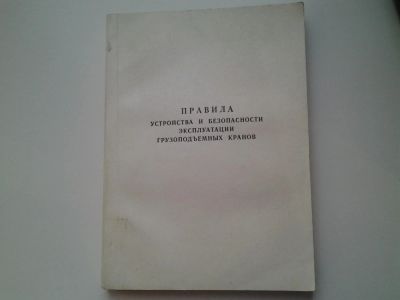 ПРАВИЛА
УСТРОЙСТВА И БЕЗОПАСНОСТИ
ЭКСПЛУАТАЦИИ
ГРУЗОПОДЪЕМНЫХ КРАНОВ